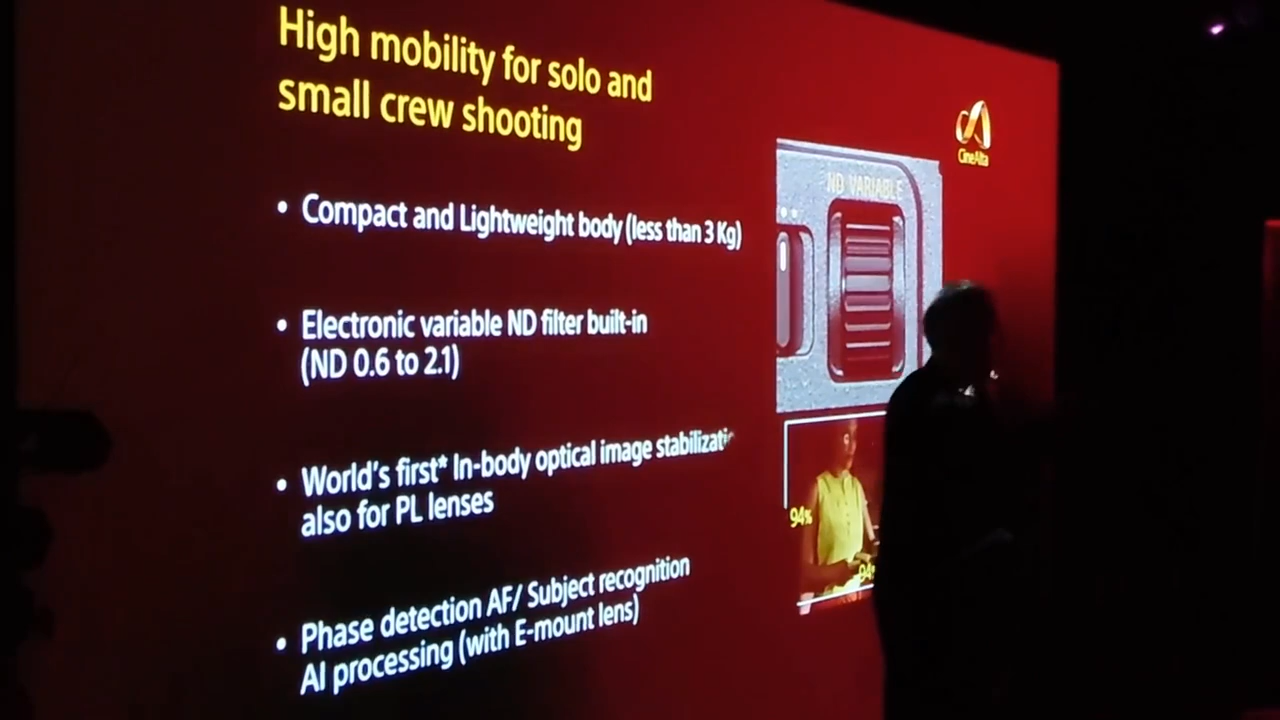 High mobility for solo and
small crew shooting
CineAlta
• Compact and Lightweight body (less than 3 Kg)
ND VARIABLE
• Electronic variable ND filter built-in
(ND 0.6 to 2.1)
• World's first* In-body optical image
also for PL lenses
94%
94
• Phase detection AF/ Subject recognition
AI processing (with E-mount lens)